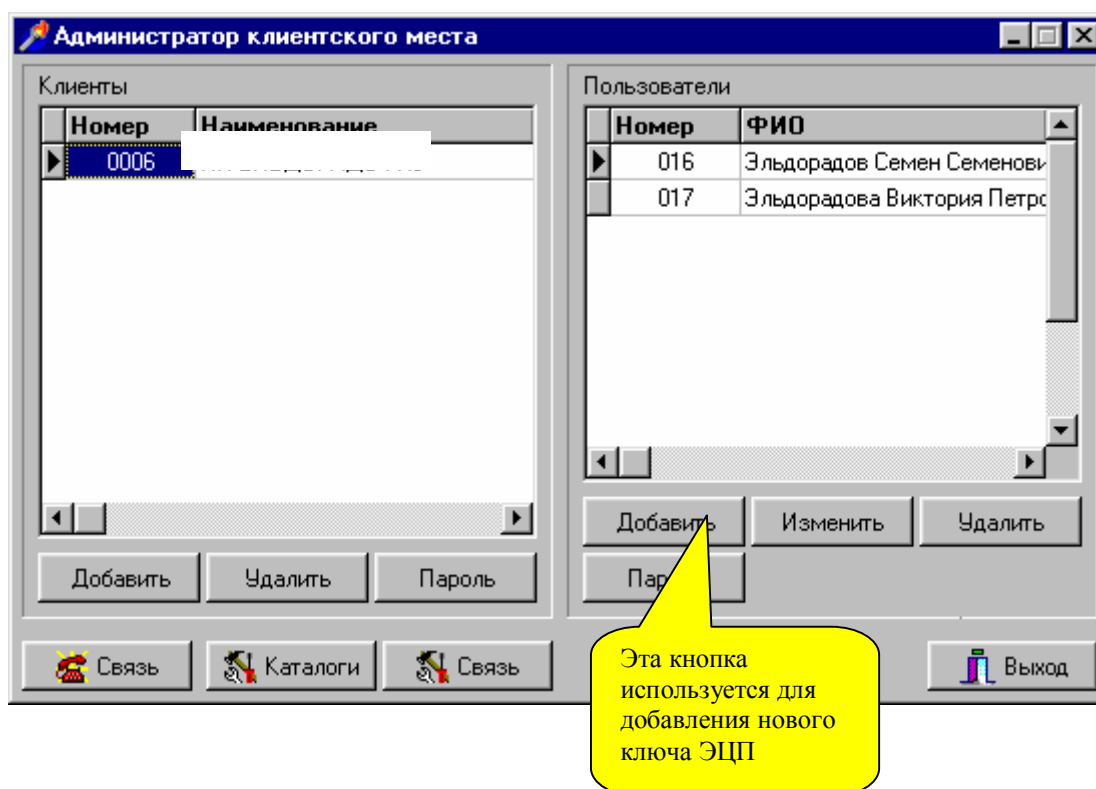 Администратор клиентского места
Клиенты
Номер Наименование
0006
Добавить Удалить Пароль
Пользователи
Номер ФИО
016 Эльдорадов Семен Семенови
017 Эльдорадова Виктория Петро
Добавить Изменить Удалить
Пар
Связь Каталоги Связь Выход
Эта кнопка
используется для
добавления нового
ключа ЭЦП